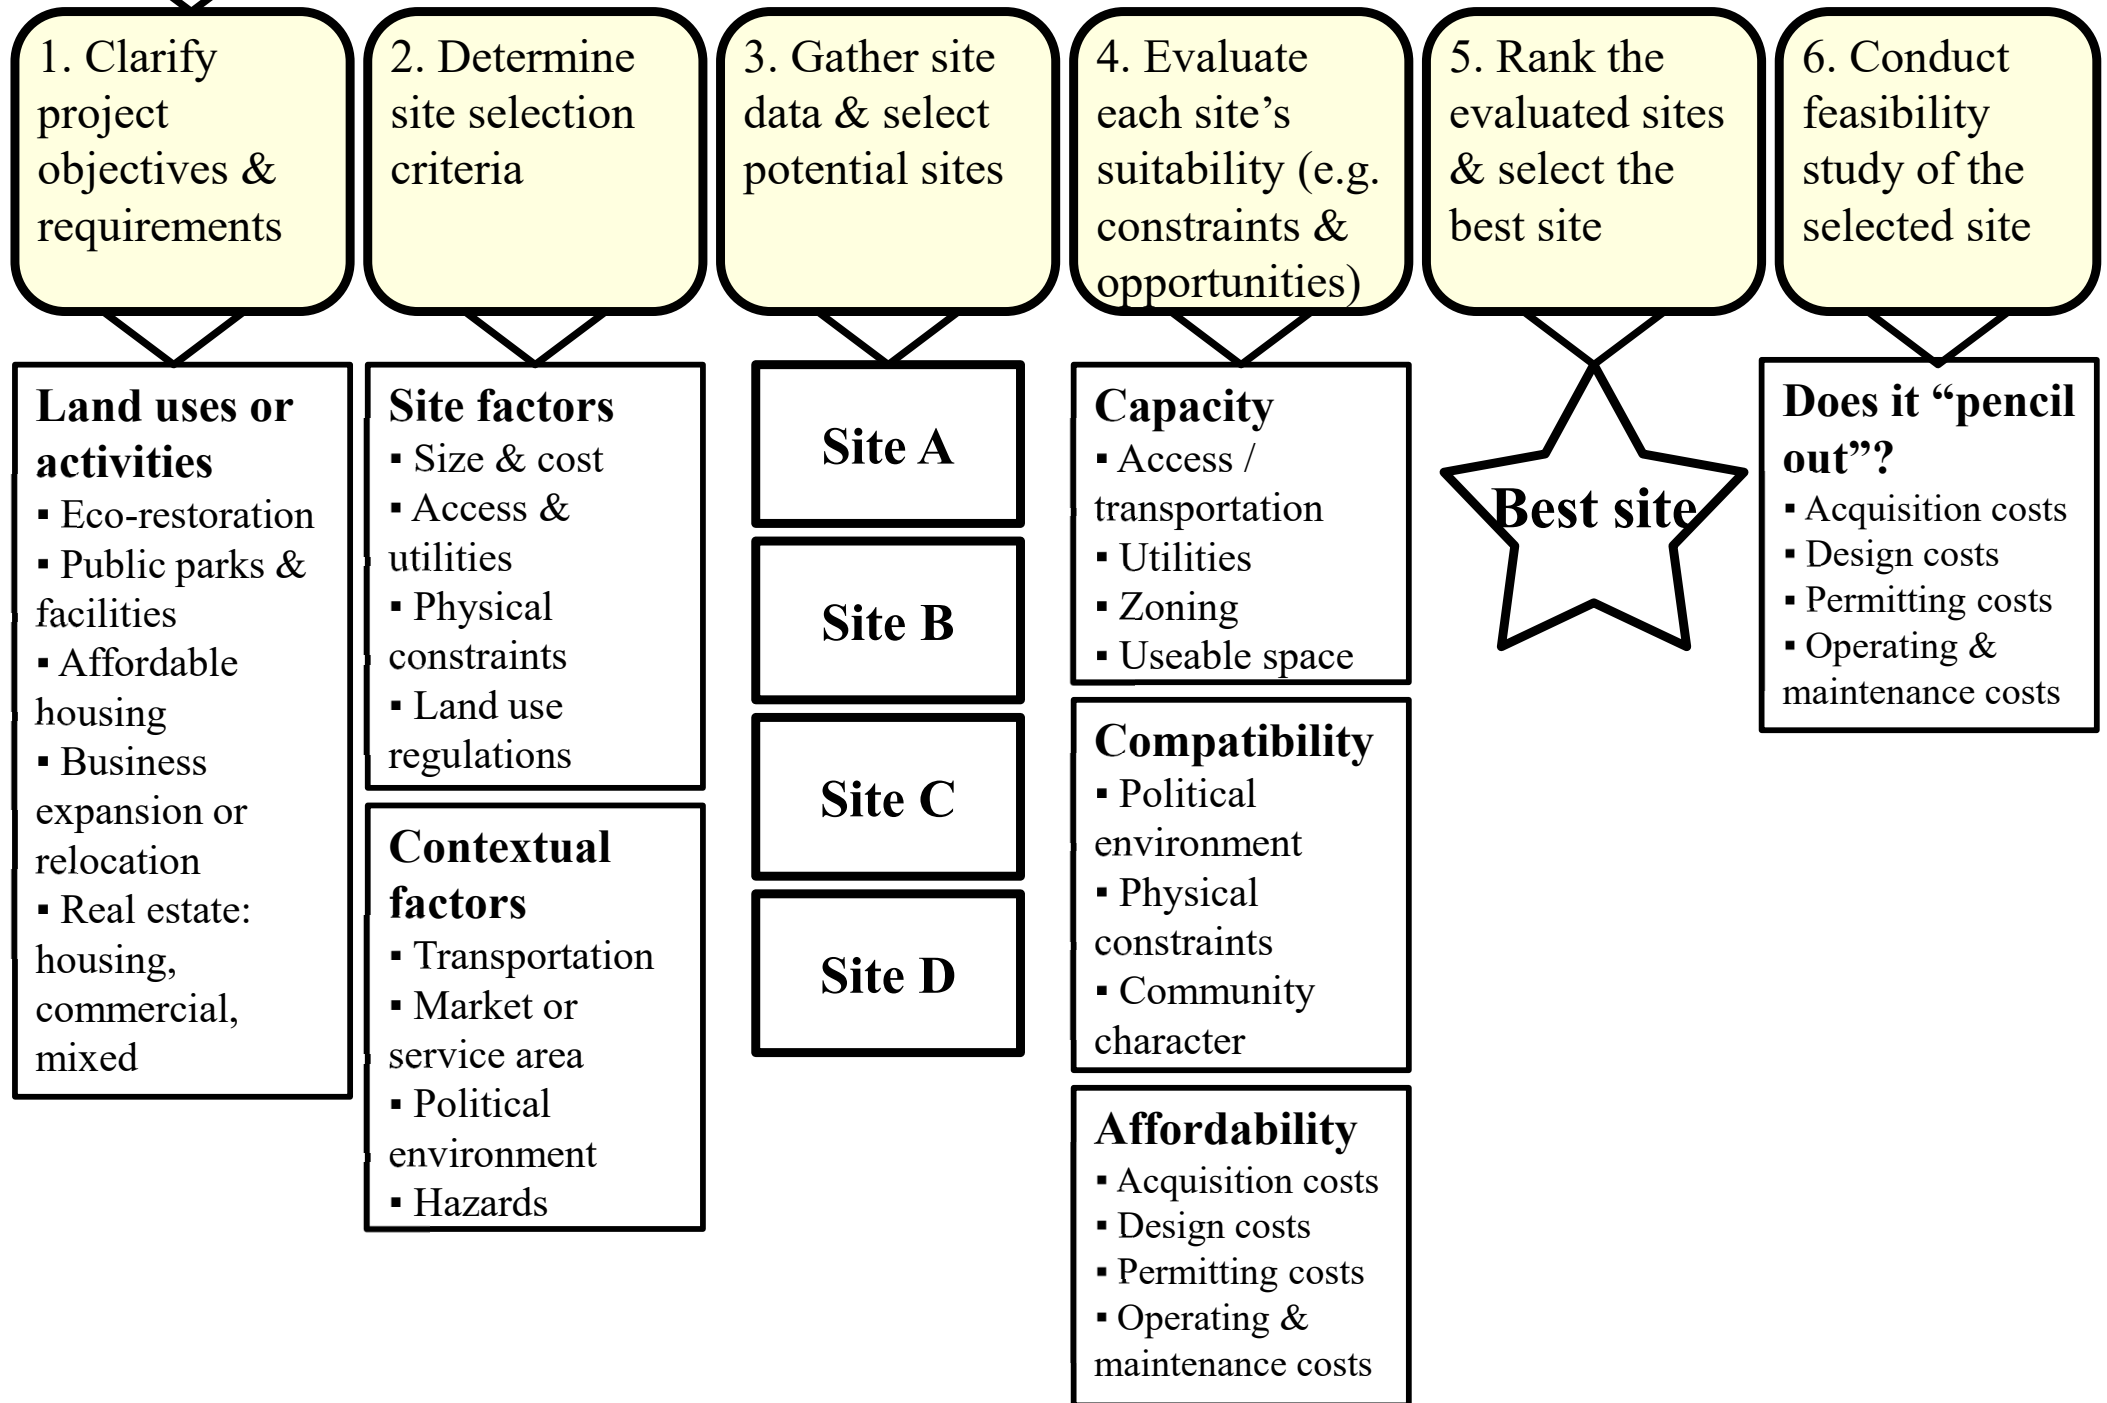 1. Clarify
project
objectives &
requirements
2. Determine
site selection
criteria
3. Gather site
data & select
potential sites
4. Evaluate
each site’s
suitability (e.g.
constraints &
opportunities)
5. Rank the
evaluated sites
& select the
best site
6. Conduct
feasibility
study of the
selected site
Land uses or
activities
▪ Eco-restoration
▪ Public parks &
facilities
▪ Affordable
housing
▪ Business
expansion or
relocation
▪ Real estate:
housing,
commercial,
mixed
Site factors
▪ Size & cost
▪ Access &
utilities
▪ Physical
constraints
▪ Land use
regulations
Contextual
factors
▪ Transportation
▪ Market or
service area
▪ Political
environment
▪ Hazards
Site A
Site B
Site C
Site D
Capacity
▪ Access /
transportation
▪ Utilities
▪ Zoning
▪ Useable space
Compatibility
▪ Political
environment
▪ Physical
constraints
▪ Community
character
Affordability
▪ Acquisition costs
▪ Design costs
▪ Permitting costs
▪ Operating &
maintenance costs
Best site
Does it “pencil
out”?
▪ Acquisition costs
▪ Design costs
▪ Permitting costs
▪ Operating &
maintenance costs